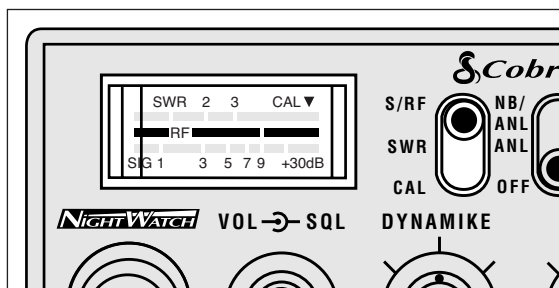 Cobr
SWR 2 3 CAL▼
RF
SIG 1 3 5 7 9 +30dB
S/RF
SWR
CAL
NB/
ANL
ANL
OFF
NIGHTWATCH
VOL SQL
DYNAMIKE